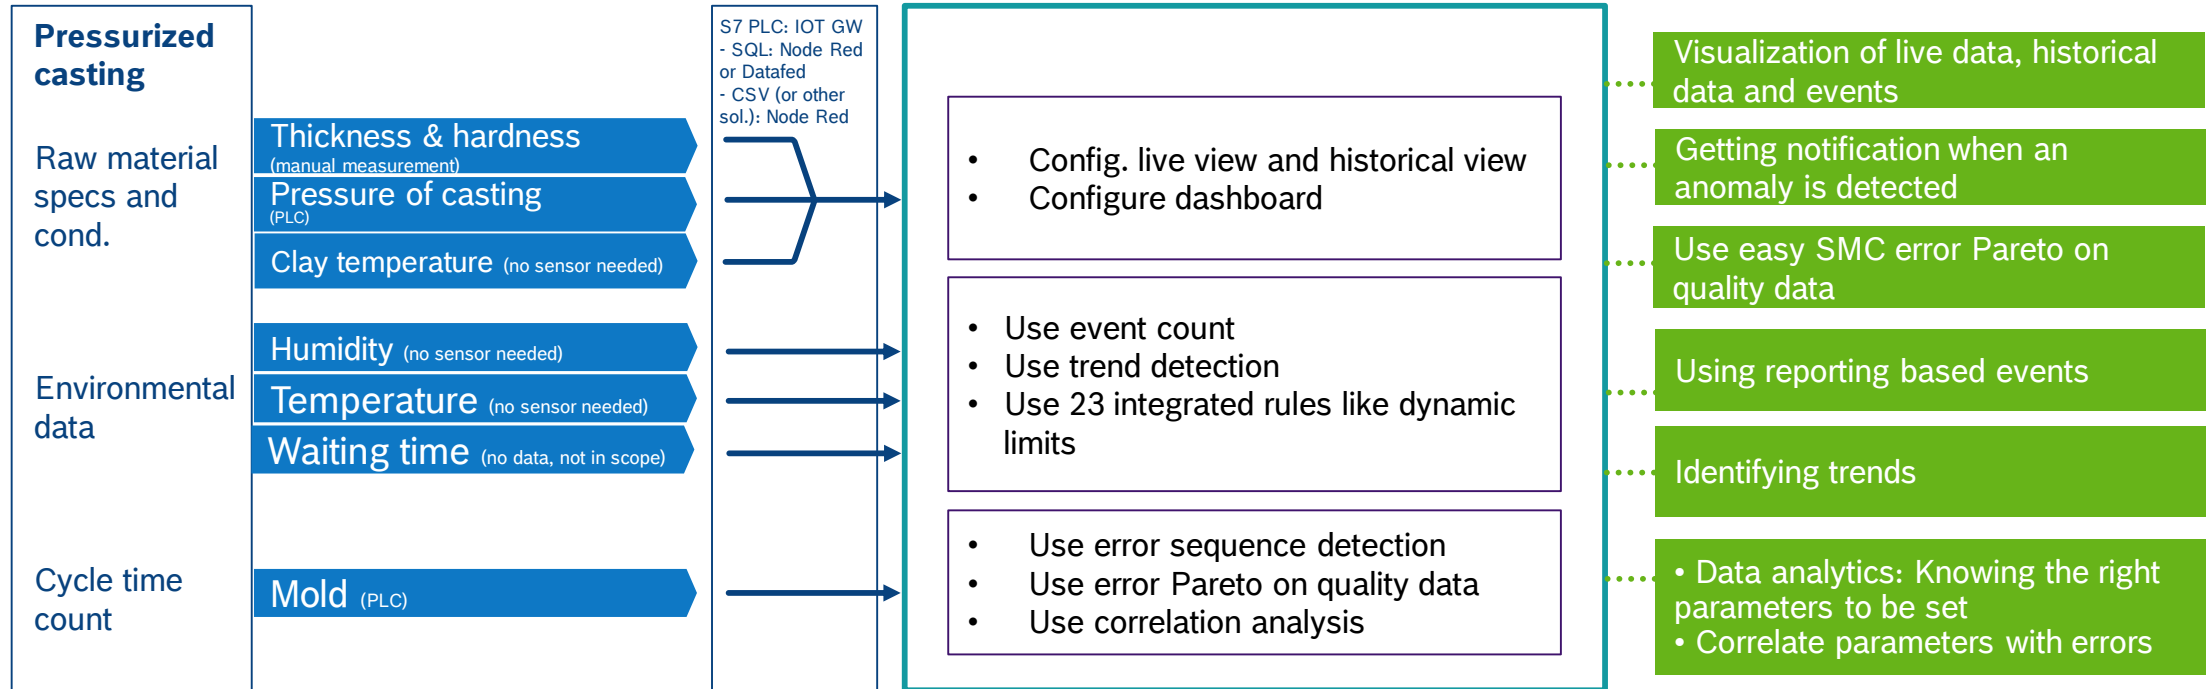 Pressurized
casting
Raw material
specs and
cond.
Environmental
data
Cycle time
count
Thickness & hardness
(manual measurement)
Pressure of casting
(PLC)
Clay temperature (no sensor needed)
Humidity (no sensor needed)
Temperature (no sensor needed)
Waiting time (no data, not in scope)
Mold (PLC)
S7 PLC: IOT GW
- SQL: Node Red
or Datafed
- CSV (or other
sol.): Node Red
• Config. live view and historical view
• Configure dashboard
• Use event count
• Use trend detection
• Use 23 integrated rules like dynamic
limits
• Use error sequence detection
• Use error Pareto on quality data
• Use correlation analysis
Visualization of live data, historical
data and events
Getting notification when an
anomaly is detected
Use easy SMC error Pareto on
quality data
Using reporting based events
Identifying trends
• Data analytics: Knowing the right
parameters to be set
• Correlate parameters with errors